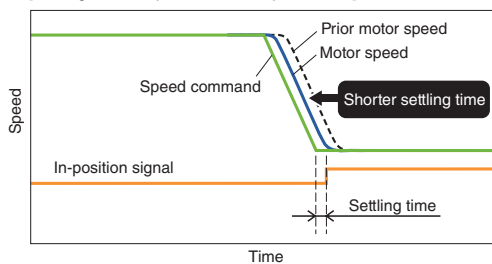 Prior motor speed
Motor speed
Speed command
Shorter settling time
Speed
In-position signal
Settling time
Time